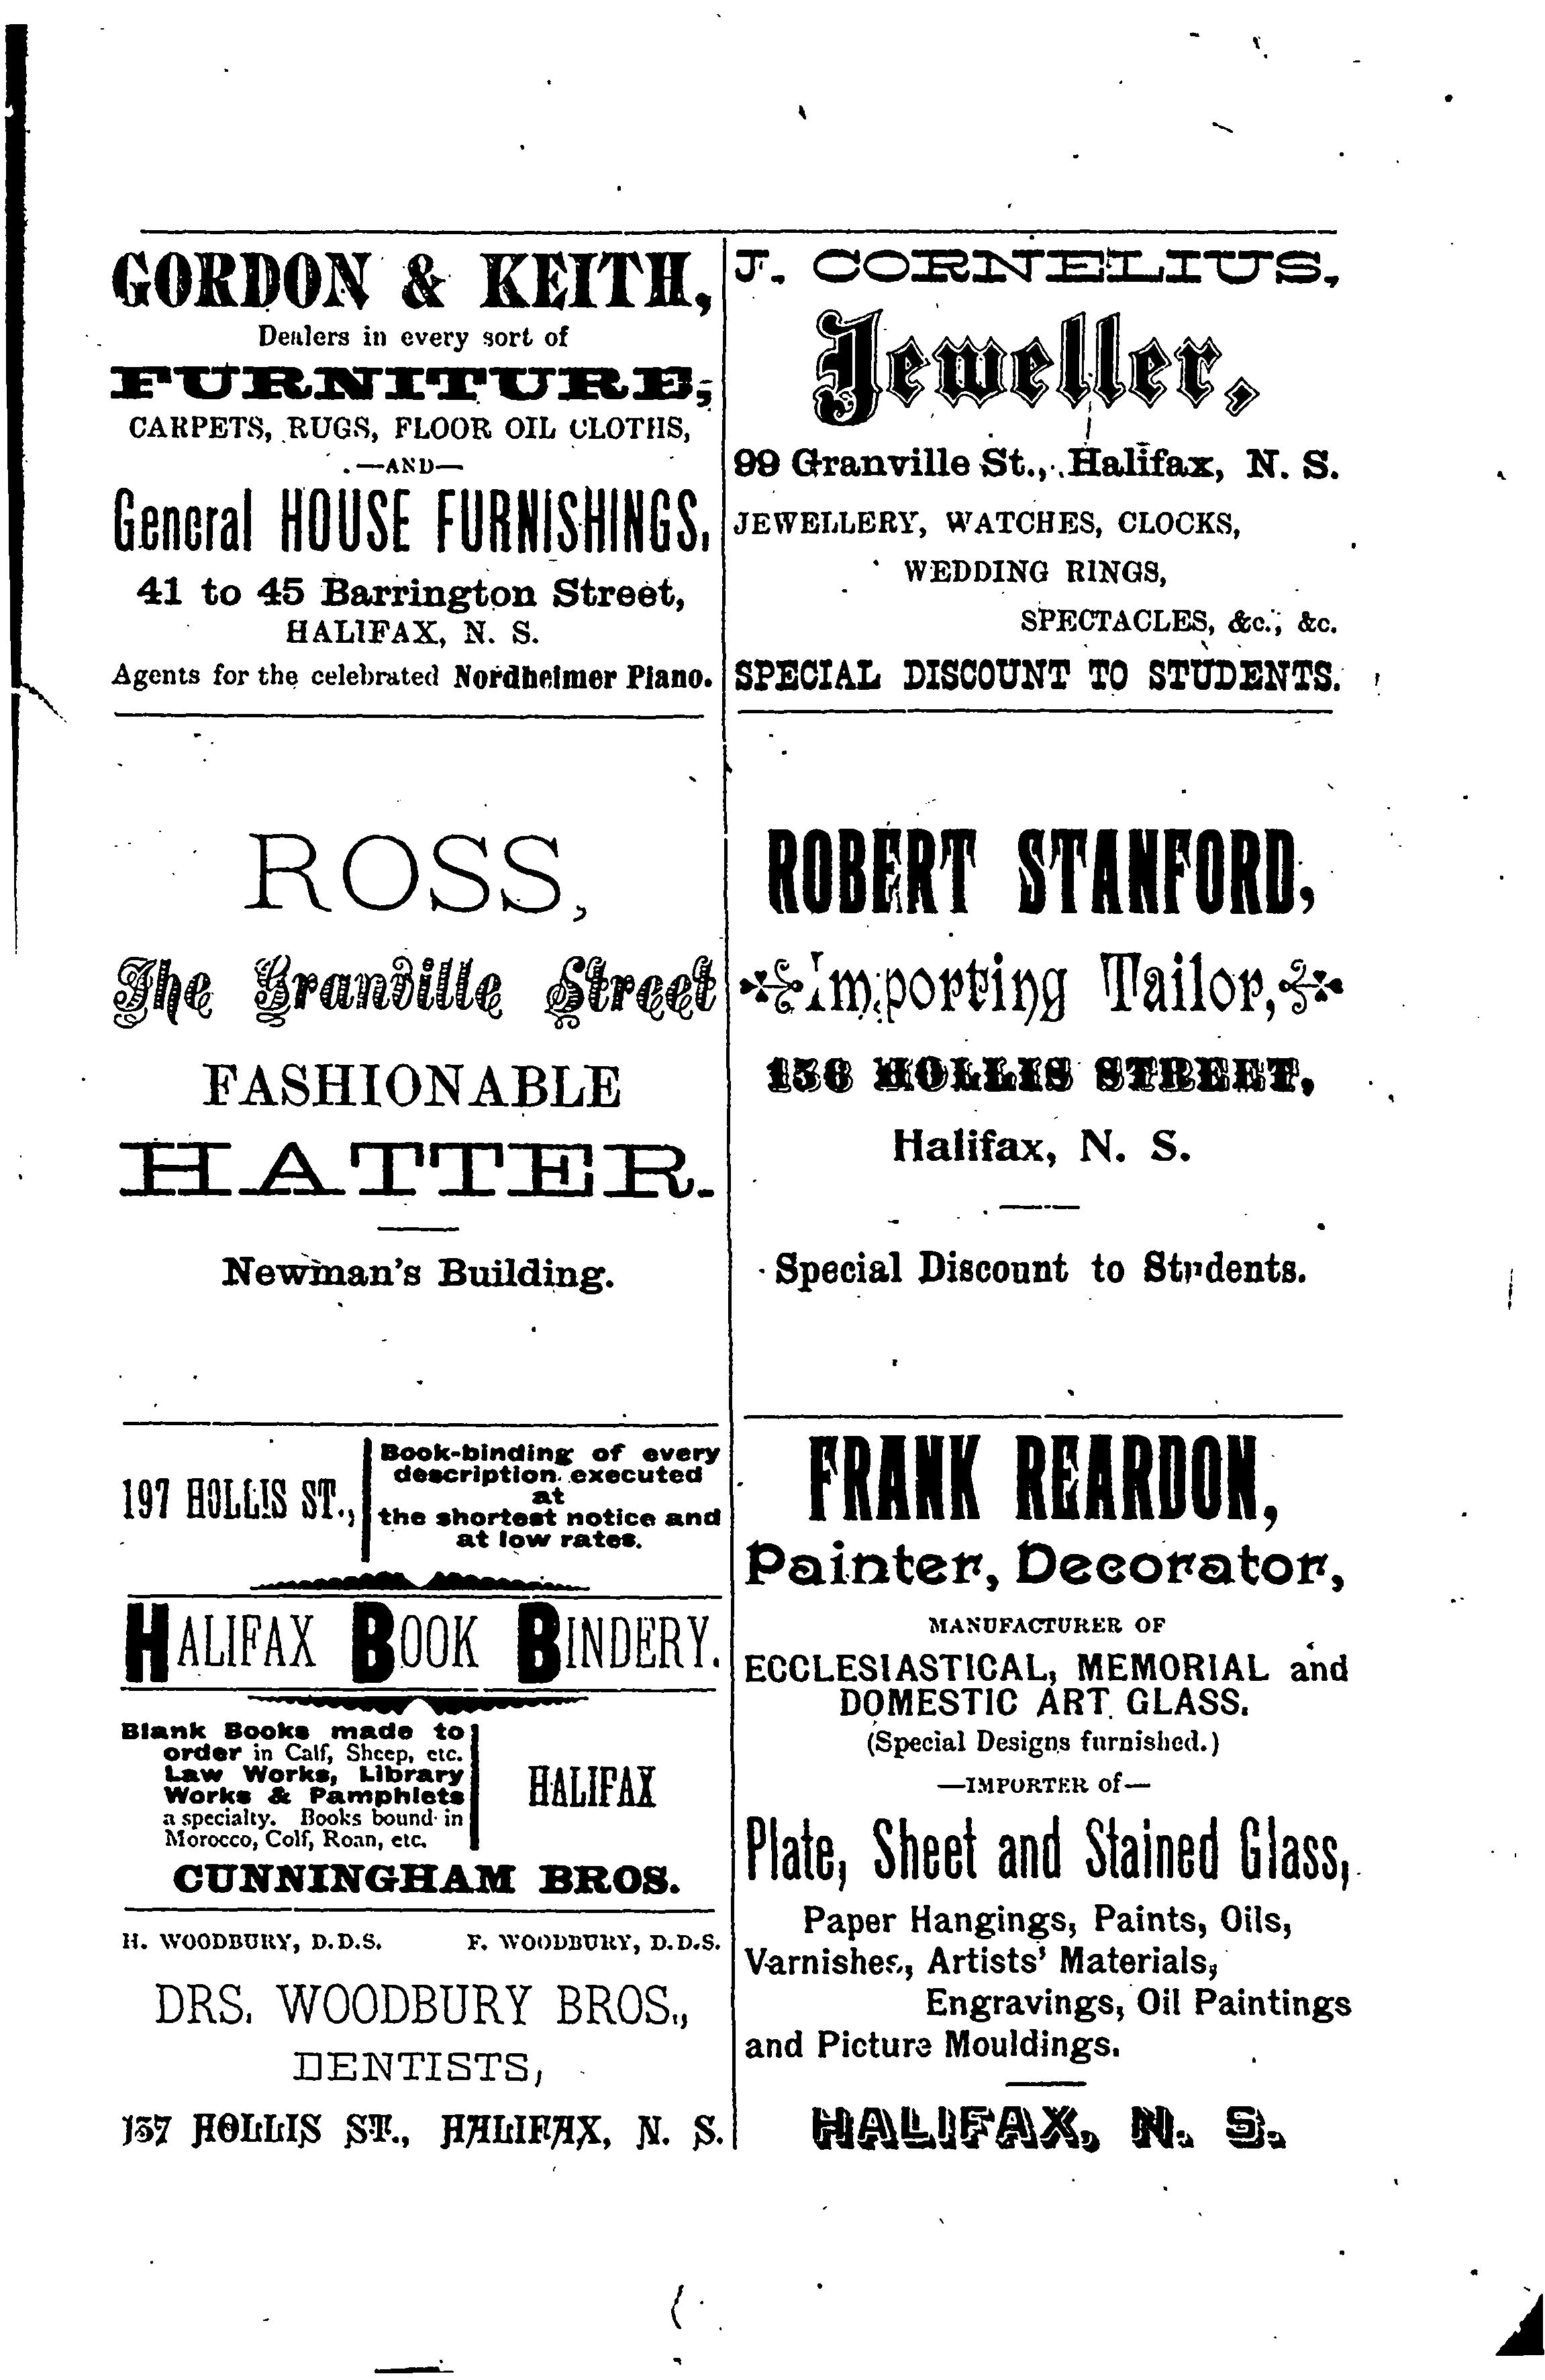 GORDON & KEITH,
Dealers in every sort of
FURNITURE,
CARPETS, RUGS, FLOOR OIL CLOTHS,
—AND—
General HOUSE FURNISHINGS,
41 to 45 Barrington Street,
HALIFAX, N. S.
Agents for the celebrated Nordheimer Piano.
J. CORNELIUS,
Jeweller,
99 Granville St., Halifax, N. S.
JEWELLERY, WATCHES, CLOCKS,
WEDDING RINGS,
SPECTACLES, &c., &c.
SPECIAL DISCOUNT TO STUDENTS.
ROSS,
The Granville Street
FASHIONABLE
HATTER.
Newman's Building.
ROBERT STANFORD,
Importing Tailor,
156 HOLLIS STREET,
Halifax, N. S.
Special Discount to Students.
197 HOLLIS ST.,
Book-binding of every
description executed
at
the shortest notice and
at low rates.
HALIFAX BOOK BINDERY.
Blank Books made to
order in Calf, Sheep, etc.
Law Works, Library
Works & Pamphlets
a specialty. Books bound in
Morocco, Colf, Roan, etc.
HALIFAX
CUNNINGHAM BROS.
H. WOODBURY, D.D.S. F. WOODBURY, D.D.S.
DRS. WOODBURY BROS.,
DENTISTS,
137 HOLLIS ST., HALIFAX, N. S.
FRANK REARDON,
Painter, Decorator,
MANUFACTURER OF
ECCLESIASTICAL, MEMORIAL and
DOMESTIC ART GLASS.
(Special Designs furnished.)
—IMPORTER of—
Plate, Sheet and Stained Glass,
Paper Hangings, Paints, Oils,
Varnishes, Artists' Materials,
Engravings, Oil Paintings
and Picture Mouldings.
HALIFAX, N. S.